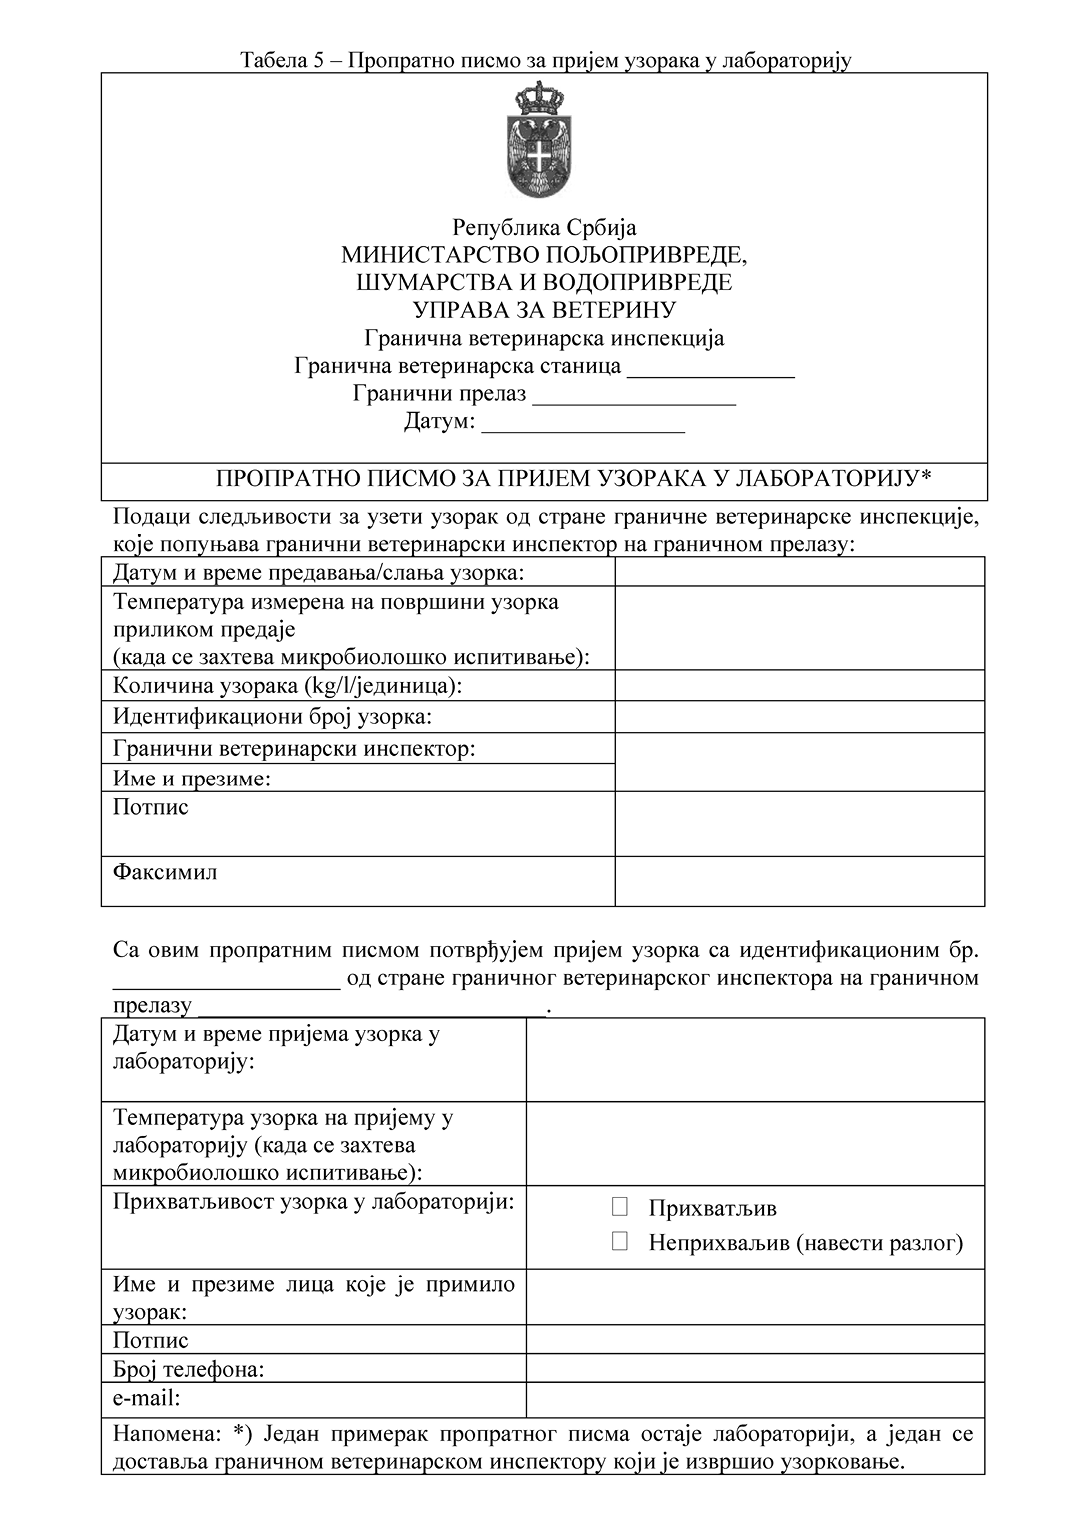 Табела 5 – Пропратно писмо за пријем узорака у лабораторију
Република Србија
МИНИСТАРСТВО ПОЉОПРИВРЕДЕ,
ШУМАРСТВА И ВОДОПРИВРЕДЕ
УПРАВА ЗА ВЕТЕРИНУ
Гранична ветеринарска инспекција
Гранична ветеринарска станица ______________
Гранични прелаз _________________
Датум: _________________
ПРОПРАТНО ПИСМО ЗА ПРИЈЕМ УЗОРАКА У ЛАБОРАТОРИЈУ*
Подаци следљивости за узети узорак од стране граничне ветеринарске инспекције,
које попуњава гранични ветеринарски инспектор на граничном прелазу:
Датум и време предавања/слања узорка:
Температура измерена на површини узорка
приликом предаје
(када се захтева микробиолошко испитивање):
Количина узорака (kg/l/јединица):
Идентификациони број узорка:
Гранични ветеринарски инспектор:
Име и презиме:
Потпис
Факсимил
Са овим пропратним писмом потврђујем пријем узорка са идентификационим бр.
___________________ од стране граничног ветеринарског инспектора на граничном
прелазу _____________________________.
Датум и време пријема узорка у
лабораторију:
Температура узорка на пријему у
лабораторију (када се захтева
микробиолошко испитивање):
Прихватљивост узорка у лабораторији:
□ Прихватљив
□ Неприхваљив (навести разлог)
Име и презиме лица које је примило
узорак:
Потпис
Број телефона:
e-mail:
Напомена: *) Један примерак пропратног писма остаје лабораторији, а један се
доставља граничном ветеринарском инспектору који је извршио узорковање.